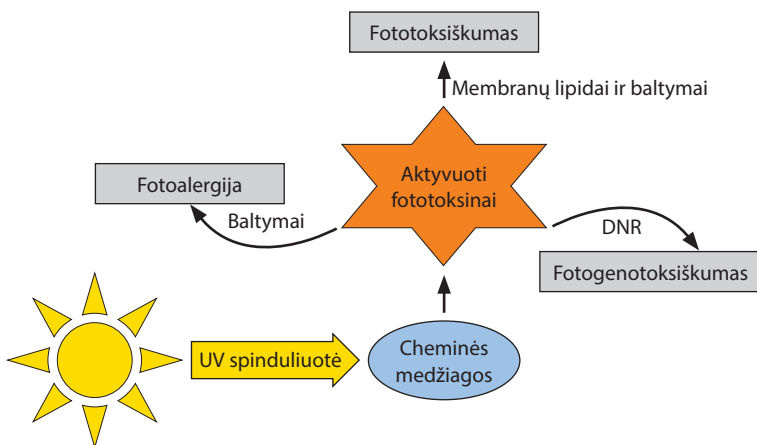 Fototoksiškumas
Membranų lipidai ir baltymai
Aktyvuoti
fototoksinai
Fotoalergija
Baltymai
DNR
Fotogenotoksiškumas
UV spinduliuotė
Cheminės
medžiagos